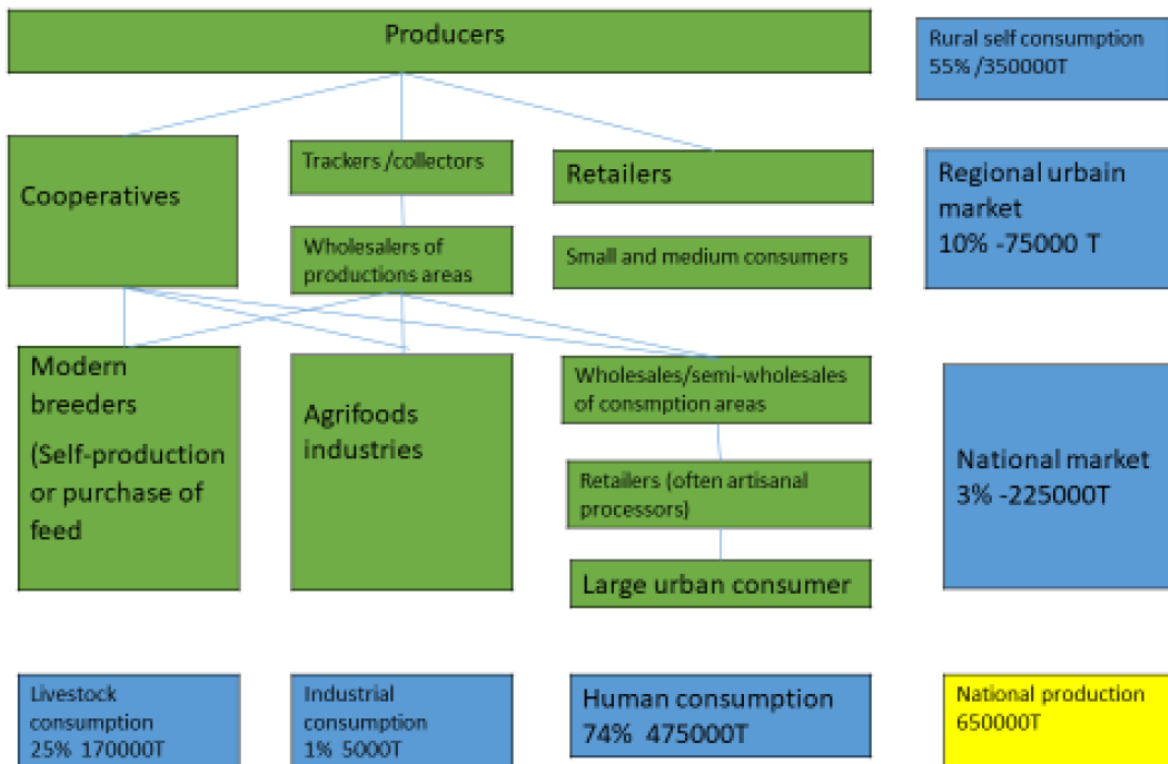 Producers
Rural self consumption
55% /350000T
Cooperatives
Trackers /collectors
Retailers
Regional urbain
market
10% -75000 T
Wholesalers of
productions areas
Small and medium consumers
Modern
breeders
(Self-production
or purchase of
feed
Agrifoods
industries
Wholesales/semi-wholesales
of consmption areas
Retailers (often artisanal
processors)
Large urban consumer
National market
3% -225000T
Livestock
consumption
25% 170000T
Industrial
consumption
1% 5000T
Human consumption
74% 475000T
National production
650000T